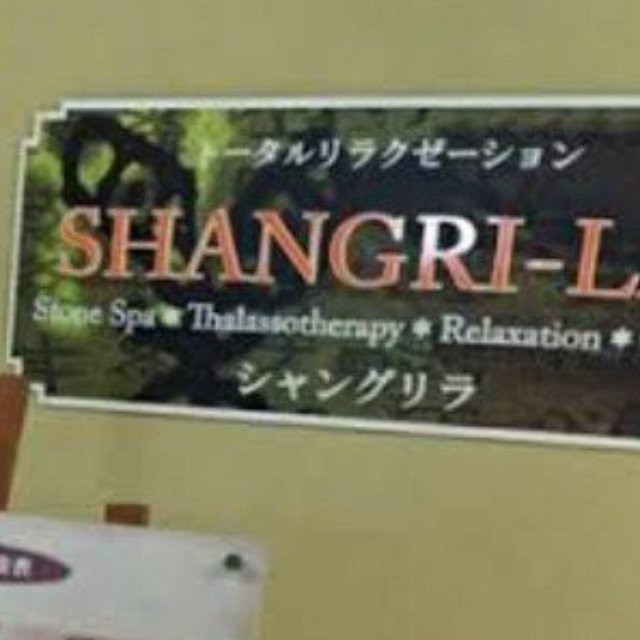 トータルリラクゼーション
SHANGRI-L
Stone Spa * Thalassotherapy * Relaxation *
シャングリラ